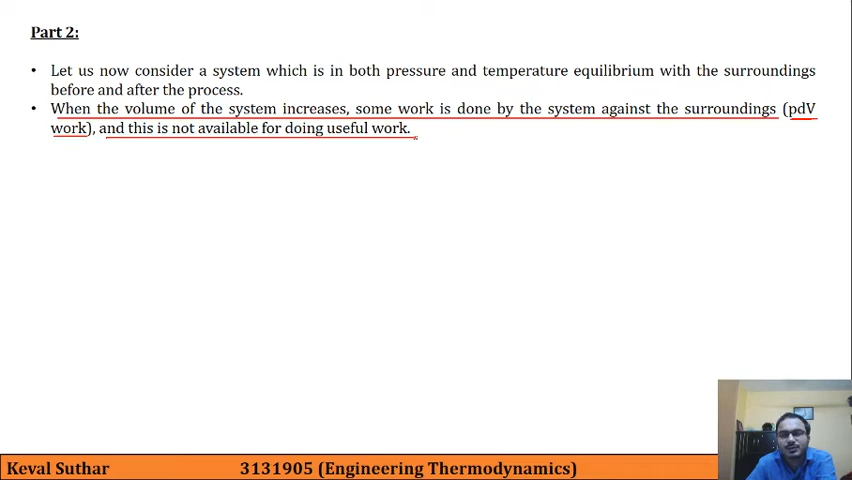 Part 2:
• Let us now consider a system which is in both pressure and temperature equilibrium with the surroundings
before and after the process.
• When the volume of the system increases, some work is done by the system against the surroundings (pdV
work), and this is not available for doing useful work.
Keval Suthar 3131905 (Engineering Thermodynamics)